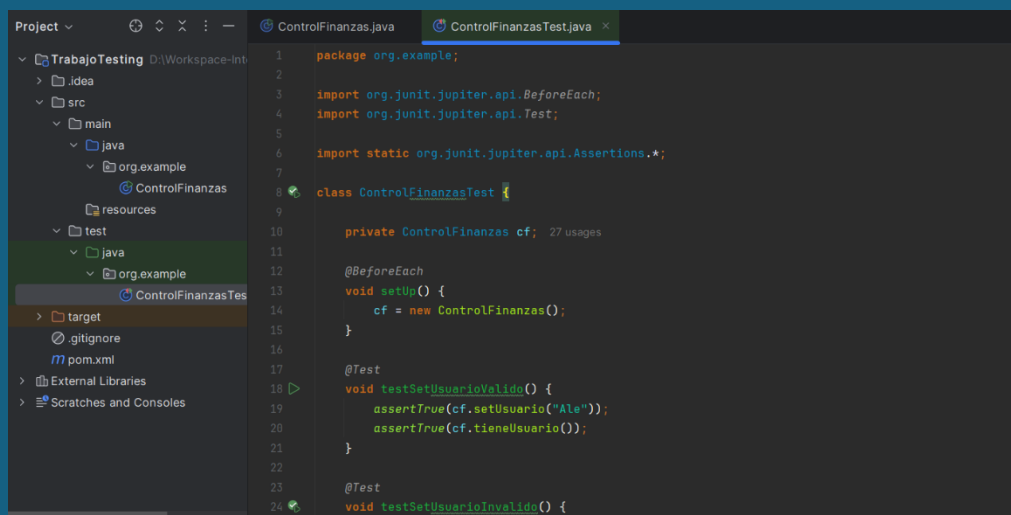 Project
TrabajoTesting D:\Workspace-Int
.idea
src
main
java
org.example
ControlFinanzas
resources
test
java
org.example
ControlFinanzasTes
target
.gitignore
pom.xml
External Libraries
Scratches and Consoles
ControlFinanzas.java
ControlFinanzasTest.java
1 package org.example;
2
3 import org.junit.jupiter.api.BeforeEach;
4 import org.junit.jupiter.api.Test;
5
6 import static org.junit.jupiter.api.Assertions.*;
7
8 class ControlFinanzasTest {
9
10 private ControlFinanzas cf; 27 usages
11
12 @BeforeEach
13 void setUp() {
14 cf = new ControlFinanzas();
15 }
16
17 @Test
18 void testSetUsuarioValido() {
19 assertTrue(cf.setUsuario("Ale"));
20 assertTrue(cf.tieneUsuario());
21 }
22
23 @Test
24 void testSetUsuarioInvalido() {